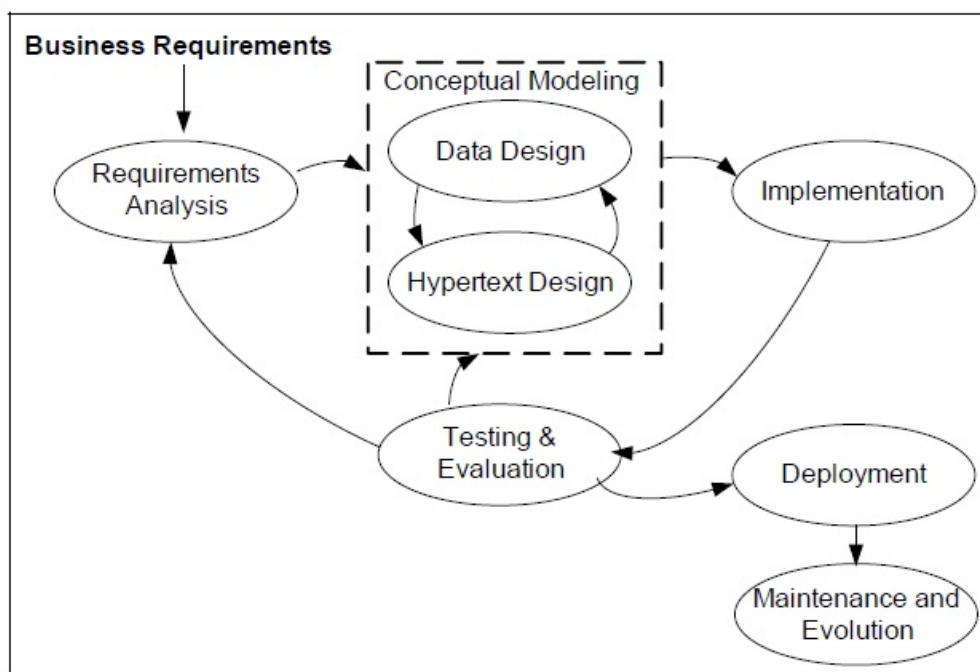 Business Requirements
Conceptual Modeling
Data Design
Requirements
Analysis
Implementation
Hypertext Design
Testing &
Evaluation
Deployment
Maintenance and
Evolution